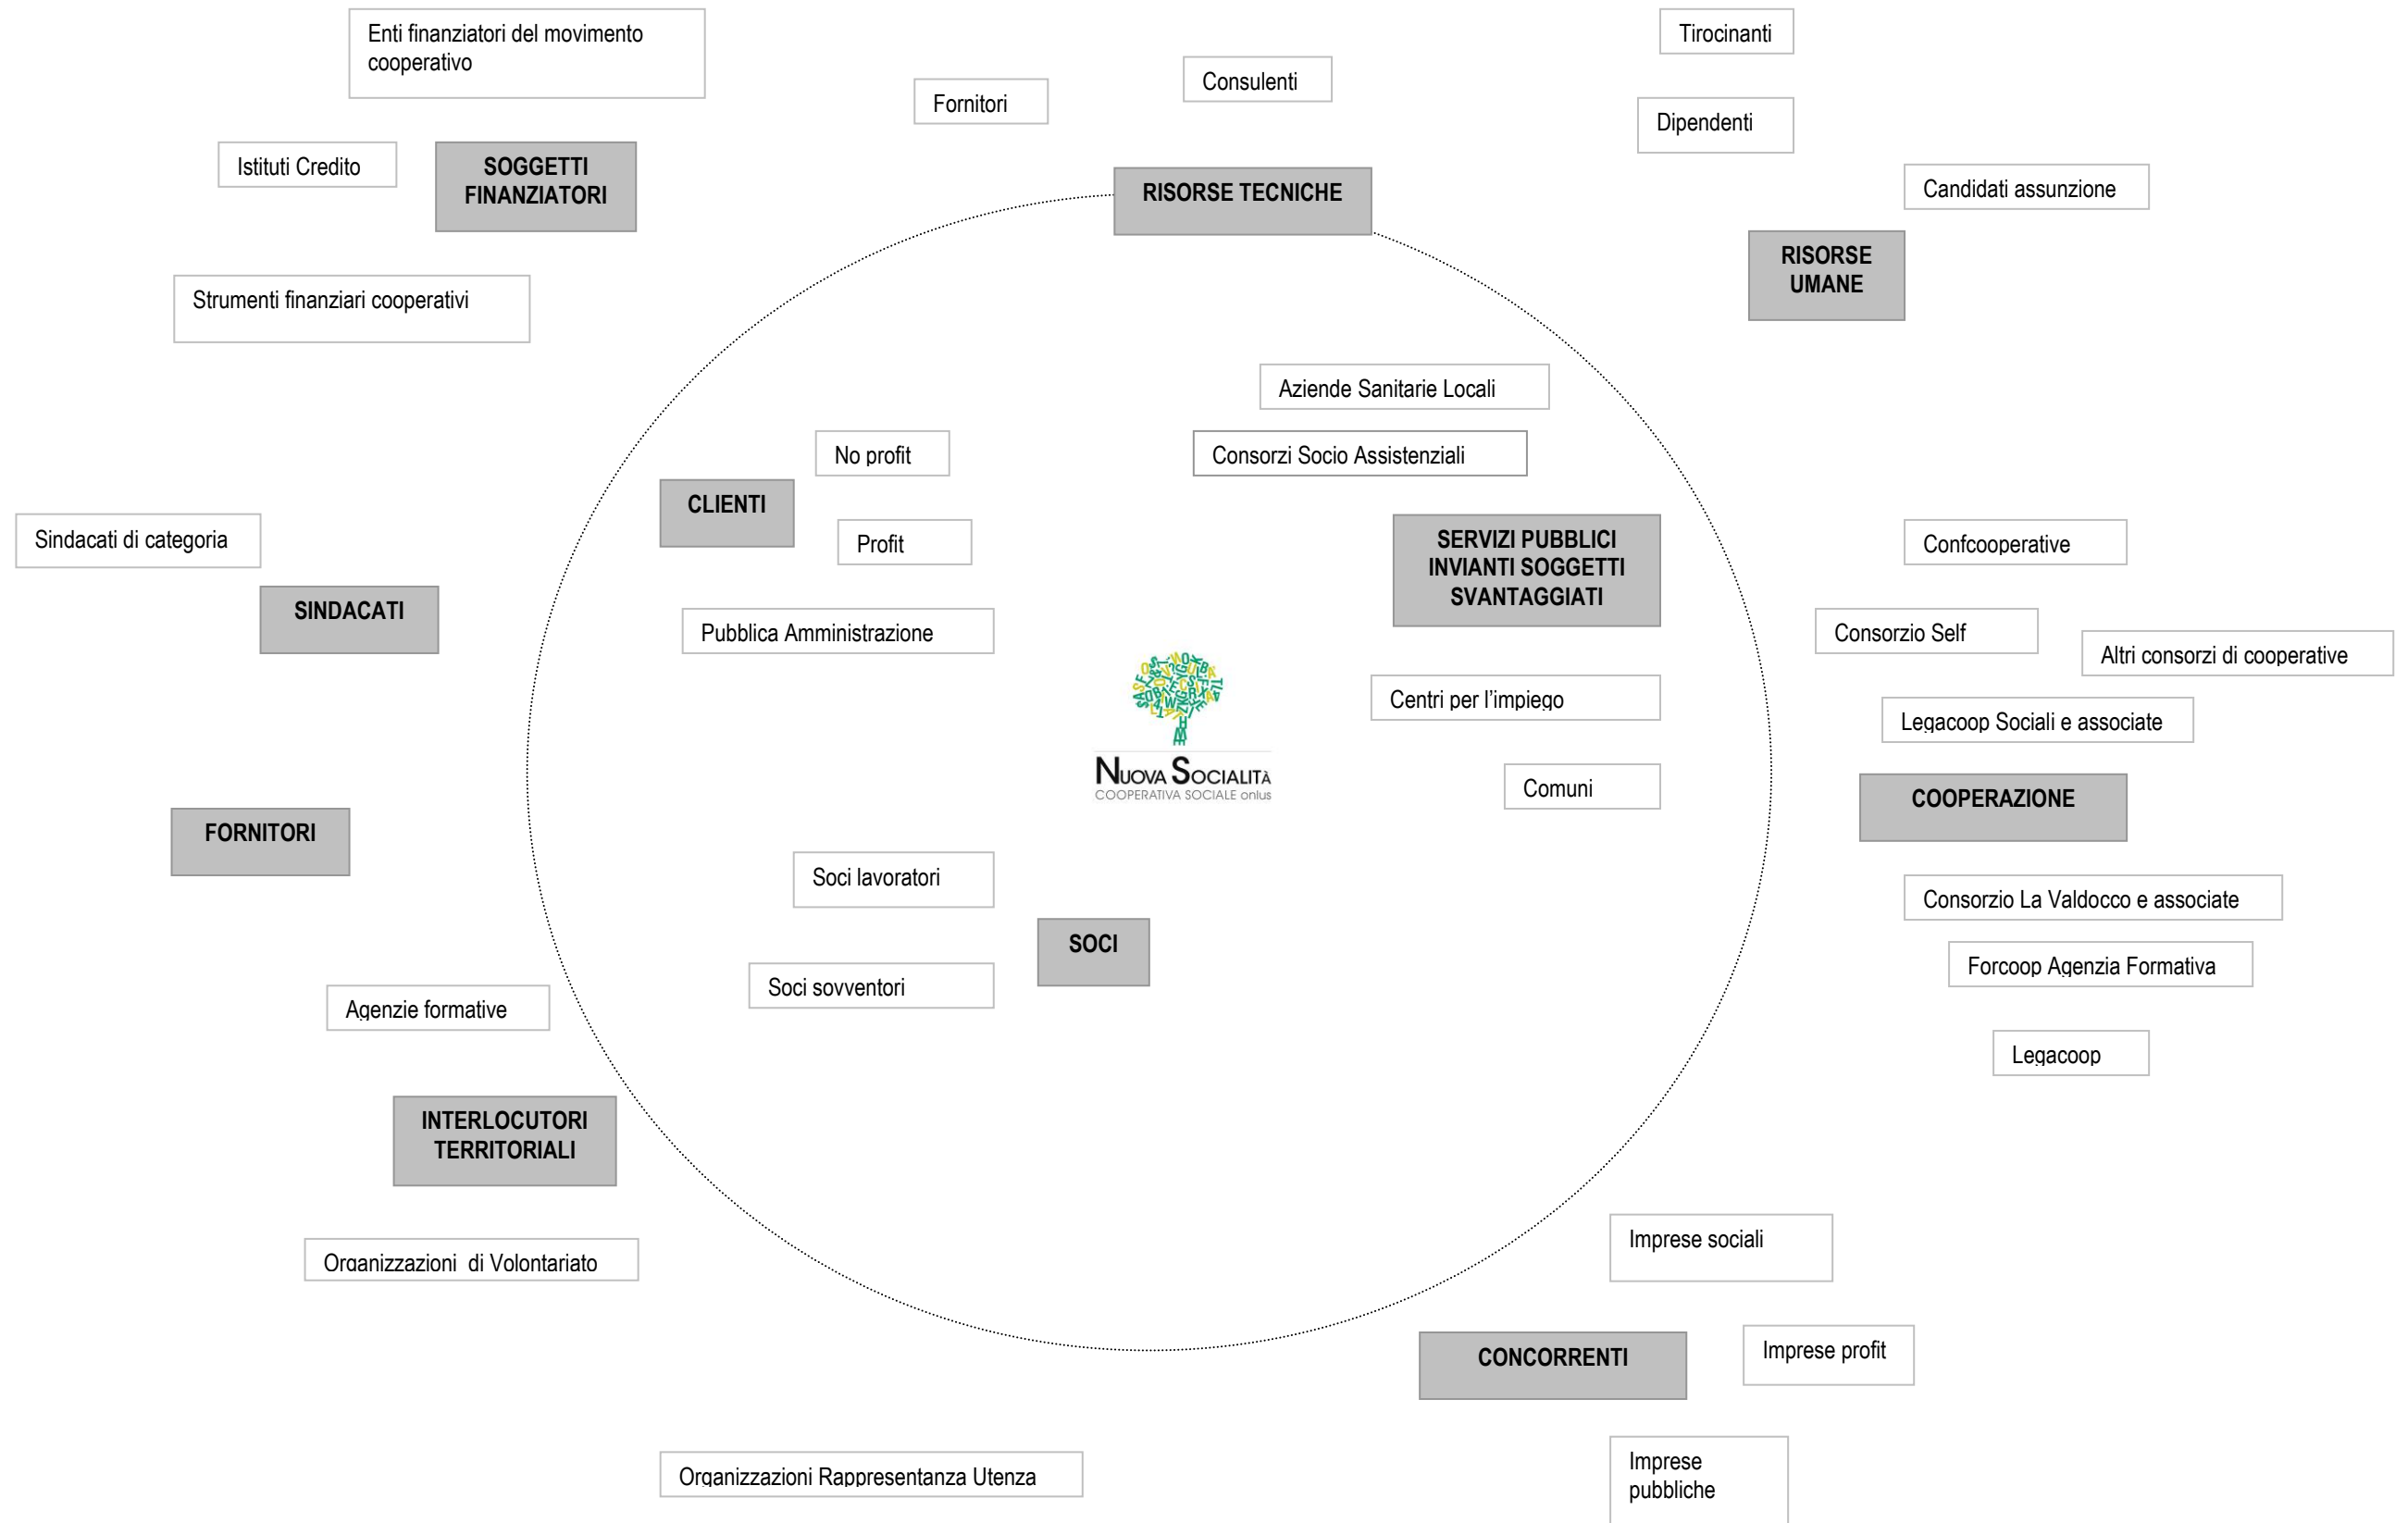 Enti finanziatori del movimento
cooperativo
Tirocinanti
Consulenti
Fornitori
Dipendenti
Istituti Credito
SOGGETTI
FINANZIATORI
RISORSE TECNICHE
Candidati assunzione
RISORSE
UMANE
Strumenti finanziari cooperativi
Aziende Sanitarie Locali
No profit
Consorzi Socio Assistenziali
CLIENTI
Sindacati di categoria
Profit
SERVIZI PUBBLICI
INVIANTI SOGGETTI
SVANTAGGIATI
Confcooperative
SINDACATI
Pubblica Amministrazione
Consorzio Self
Altri consorzi di cooperative
Centri per l'impiego
Legacoop Sociali e associate
NUOVA SOCIALITÀ
COOPERATIVA SOCIALE onlus
Comuni
COOPERAZIONE
FORNITORI
Soci lavoratori
Consorzio La Valdocco e associate
SOCI
Forcoop Agenzia Formativa
Soci sovventori
Agenzie formative
Legacoop
INTERLOCUTORI
TERRITORIALI
Imprese sociali
Organizzazioni di Volontariato
CONCORRENTI
Imprese profit
Organizzazioni Rappresentanza Utenza
Imprese
pubbliche